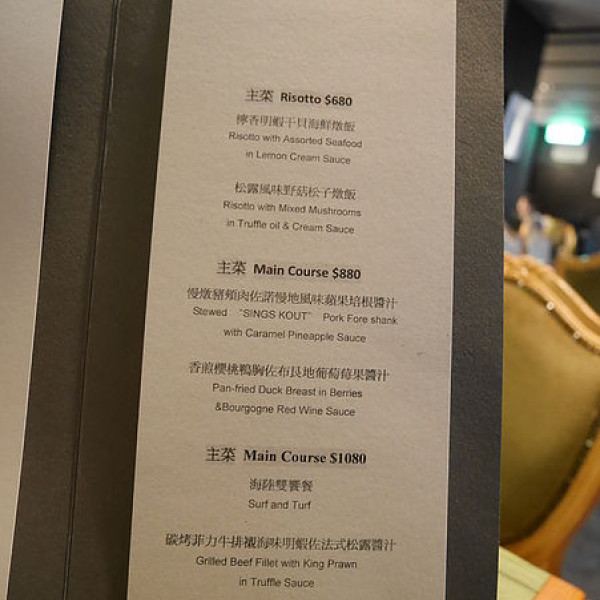 主菜 Risotto $680
檸香明蝦干貝海鮮燉飯
Risotto with Assorted Seafood
in Lemon Cream Sauce
松露風味野菇松子燉飯
Risotto with Mixed Mushrooms
in Truffle oil & Cream Sauce
主菜 Main Course $880
慢燉豬頰肉佐諾慢地風味蘋果培根醬汁
Stewed “SINGS KOUT” Pork Fore shank
with Caramel Pineapple Sauce
香煎櫻桃鴨胸佐布良地葡萄莓果醬汁
Pan-fried Duck Breast in Berries
&Bourgogne Red Wine Sauce
主菜 Main Course $1080
海陸雙饗餐
Surf and Turf
碳烤菲力牛排襯海味明蝦佐法式松露醬汁
Grilled Beef Fillet with King Prawn
in Truffle Sauce